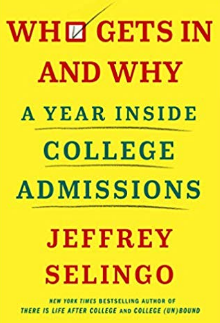 WHO GETS IN
AND WHY
A YEAR INSIDE
COLLEGE
ADMISSIONS
JEFFREY
SELINGO
NEW YORK TIMES BESTSELLING AUTHOR OF
THERE IS LIFE AFTER COLLEGE AND COLLEGE (UN)BOUND